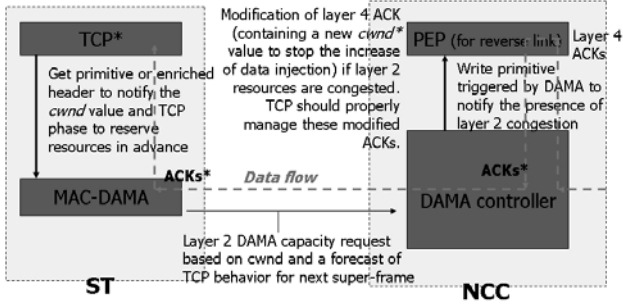 TCP*
Get primitive or enriched
header to notify the
cwnd value and TCP
phase to reserve
resources in advance
MAC-DAMA
ST
Modification of layer 4 ACK
(containing a new cwnd*
value to stop the increase
of data injection) if layer 2
resources are congested.
TCP should properly
manage these modified
ACKs.
ACKs*
Data flow
Layer 2 DAMA capacity request
based on cwnd and a forecast of
TCP behavior for next super-frame
PEP (for reverse link)
Layer 4
ACKs
Write primitive
triggered by DAMA to
notify the presence of
layer 2 congestion
ACKs*
DAMA controller
NCC